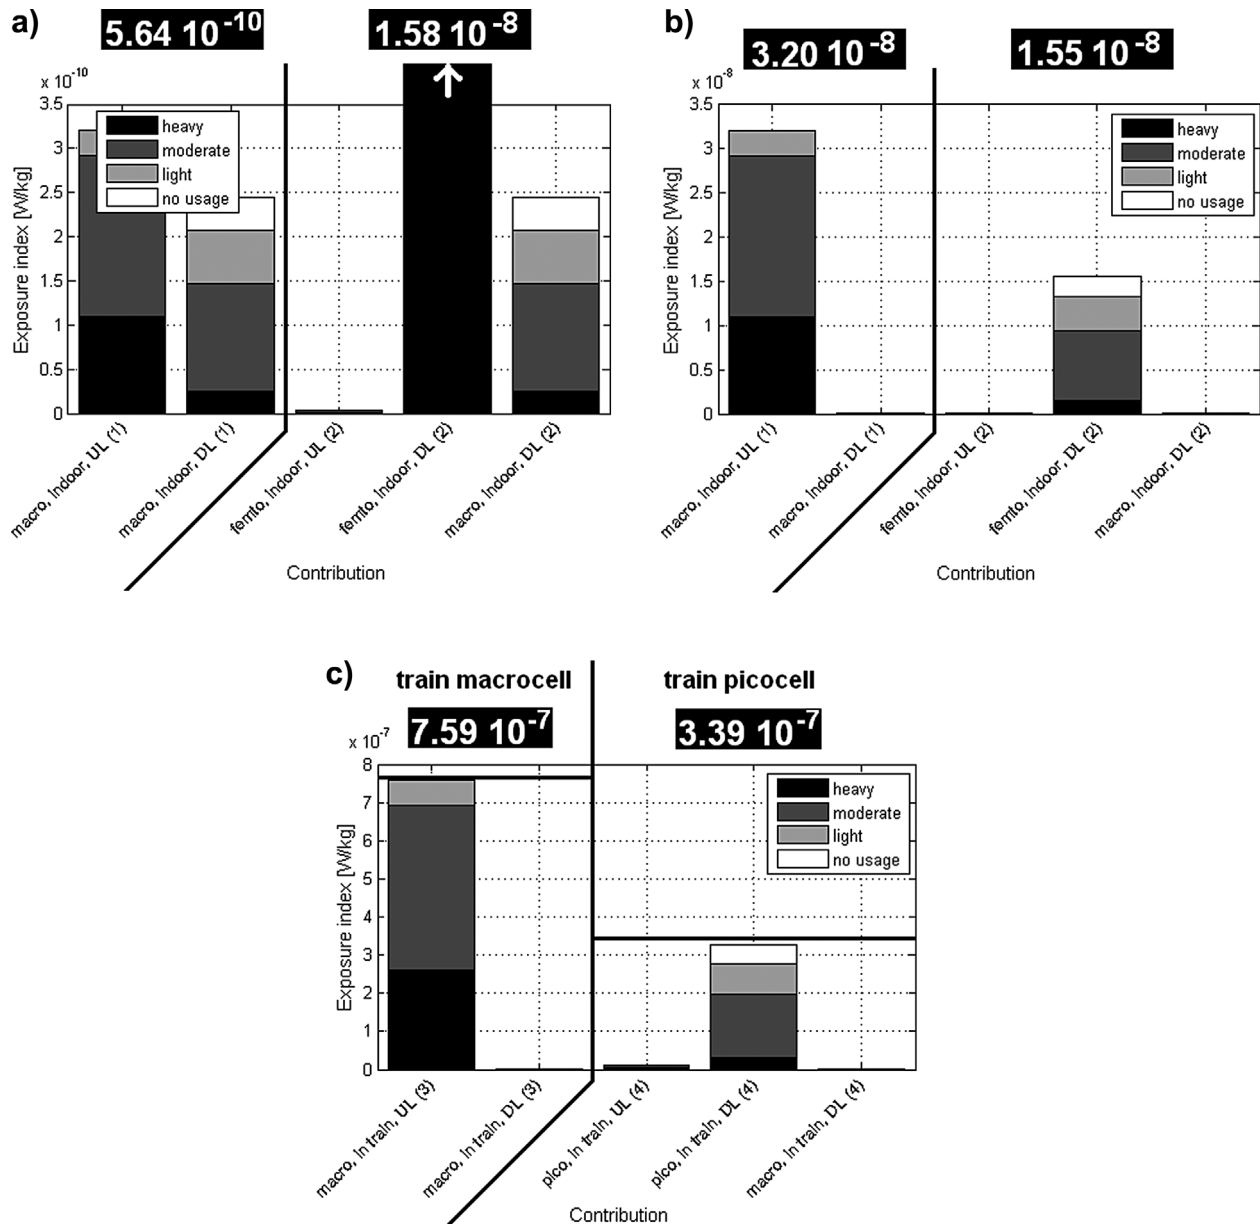 a)
5.64 10⁻¹⁰
1.58 10⁻⁸
x 10⁻¹⁰
3.5
3
2.5
2
1.5
1
0.5
0
Exposure index [W/kg]
heavy
moderate
light
no usage
macro, Indoor, UL (1)
macro, Indoor, DL (1)
femto, Indoor, UL (2)
femto, Indoor, DL (2)
macro, Indoor, DL (2)
Contribution
b)
3.20 10⁻⁸
1.55 10⁻⁸
x 10⁻⁸
3.5
3
2.5
2
1.5
1
0.5
0
Exposure index [W/kg]
heavy
moderate
light
no usage
macro, Indoor, UL (1)
macro, Indoor, DL (1)
femto, Indoor, UL (2)
femto, Indoor, DL (2)
macro, Indoor, DL (2)
Contribution
c)
train macrocell
train picocell
7.59 10⁻⁷
3.39 10⁻⁷
x 10⁻⁷
8
7
6
5
4
3
2
1
0
Exposure index [W/kg]
heavy
moderate
light
no usage
macro, In train, UL (3)
macro, In train, DL (3)
pico, In train, UL (4)
pico, In train, DL (4)
macro, In train, DL (4)
Contribution